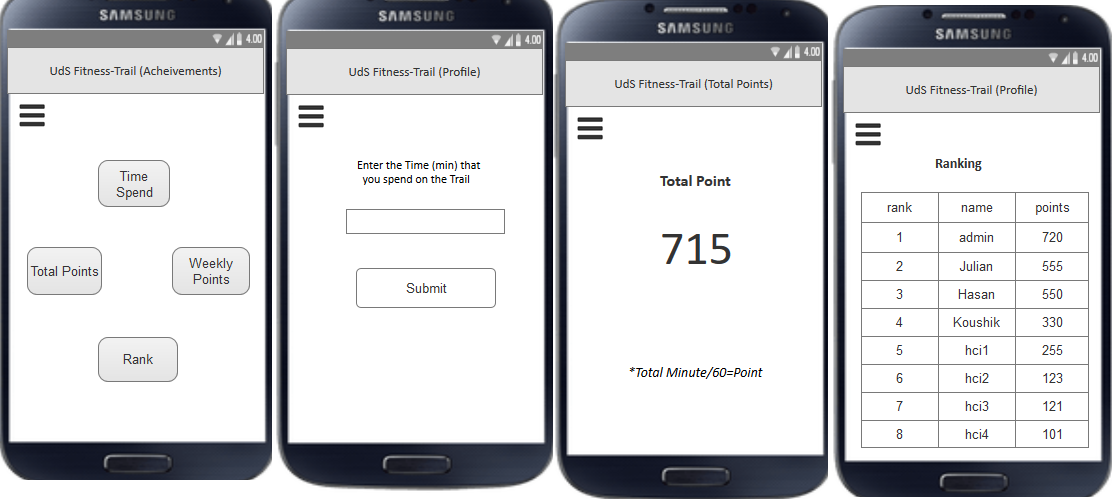 SAMSUNG
4.00
UdS Fitness-Trail (Acheivements)
Time
Spend
Total Points
Weekly
Points
Rank
SAMSUNG
4.00
UdS Fitness-Trail (Profile)
Enter the Time (min) that
you spend on the Trail
Submit
SAMSUNG
4.00
UdS Fitness-Trail (Total Points)
Total Point
715
*Total Minute/60=Point
SAMSUNG
4.00
UdS Fitness-Trail (Profile)
Ranking
rank name points
1 admin 720
2 Julian 555
3 Hasan 550
4 Koushik 330
5 hci1 255
6 hci2 123
7 hci3 121
8 hci4 101